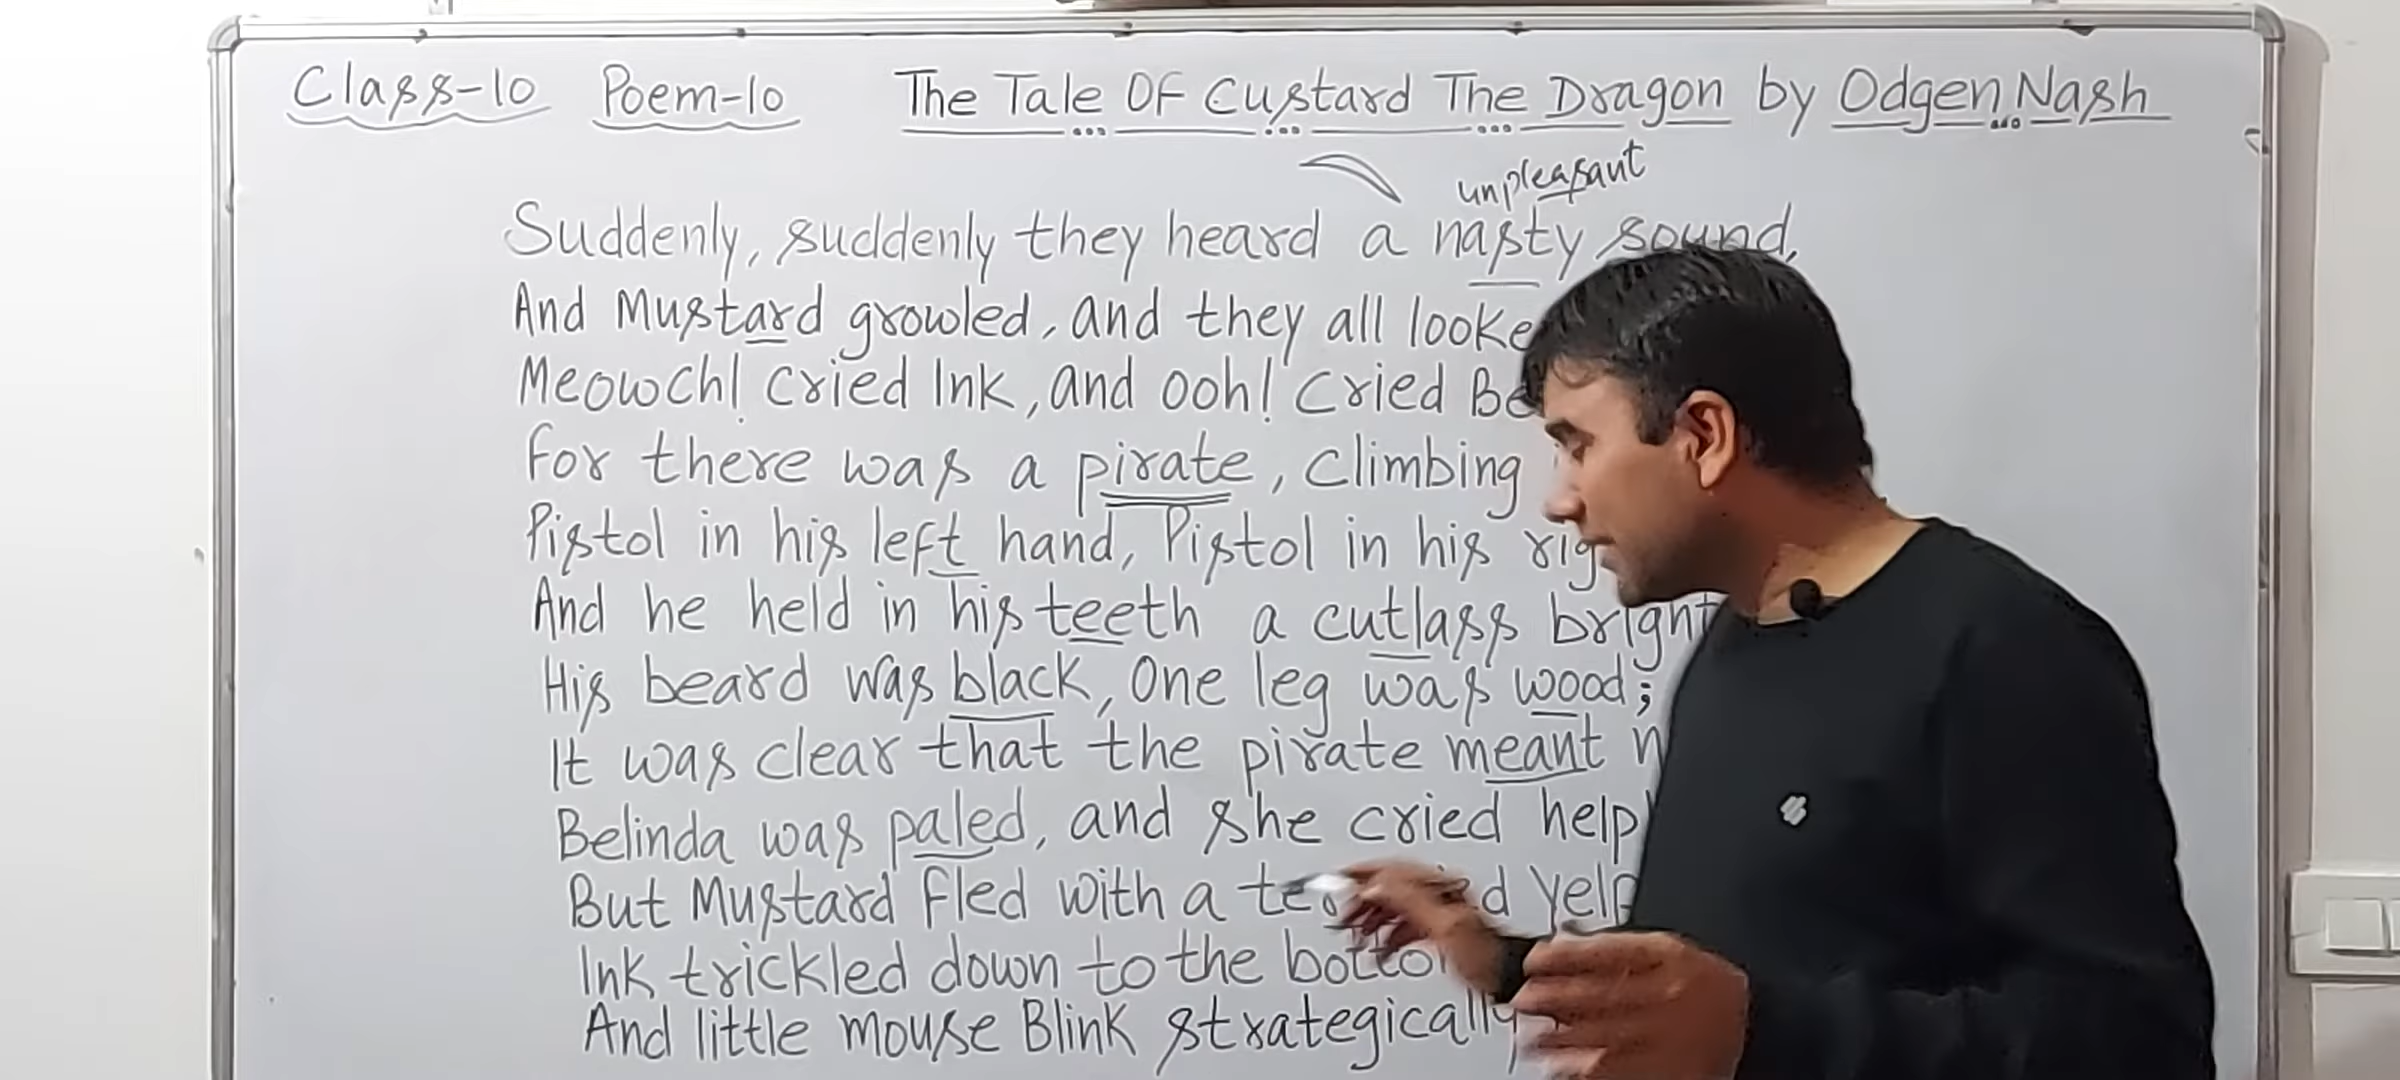 Class-10 Poem-10 The Tale OF Custard The Dragon by Odgen Nash
unpleasant
Suddenly, suddenly they heard a nasty sound,
And Mustard growled, and they all looke
Meowch! cried Ink, and ooh! cried Be
For there was a pirate, climbing
Pistol in his left hand, Pistol in his rig
And he held in his teeth a cutlass bright
His beard was black, One leg was wood;
It was clear that the pirate meant n
Belinda was paled, and she cried help
But Mustard fled with a yelp
Ink trickled down to the
And little mouse Blink strategically